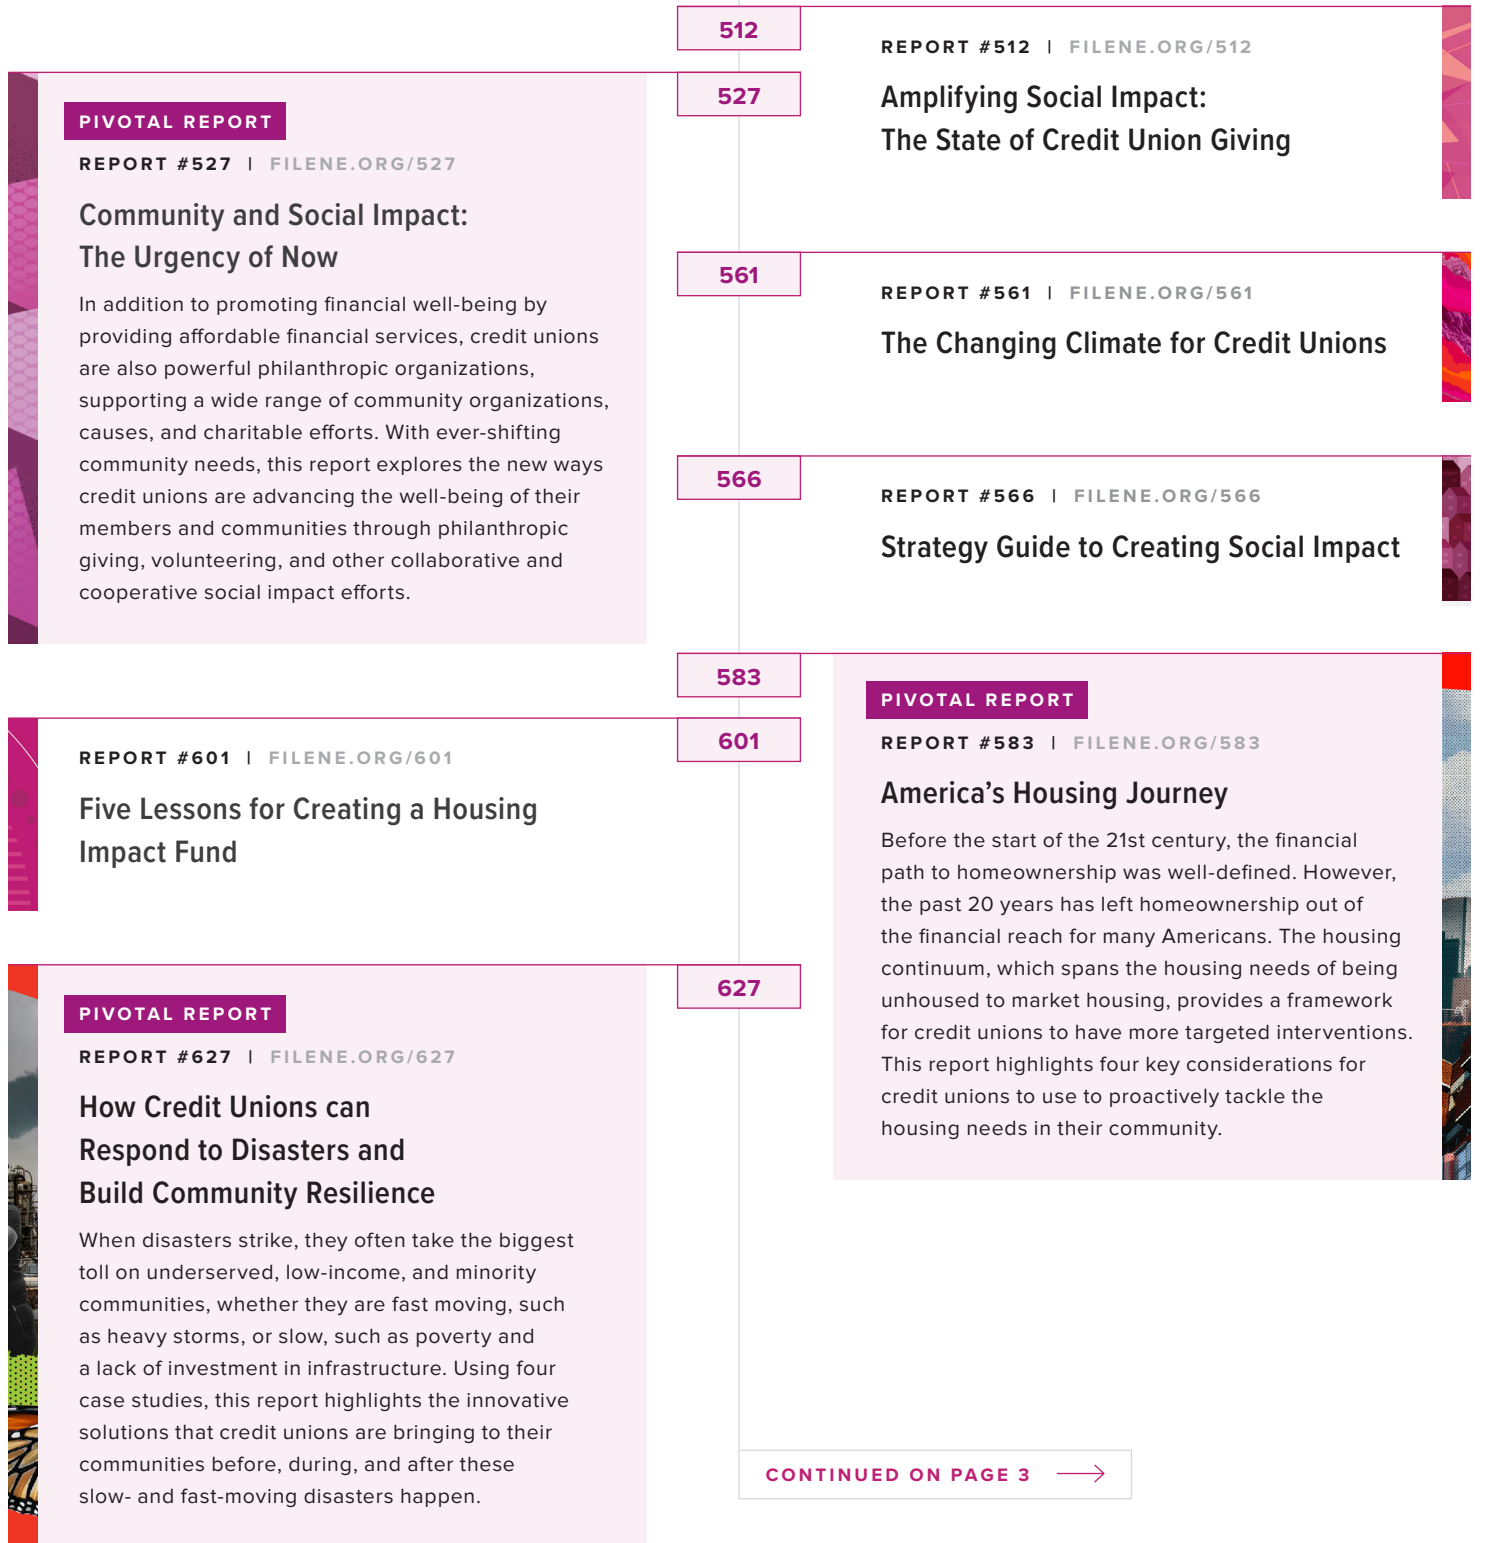 512
REPORT #512 | FILENE.ORG/512
Amplifying Social Impact:
The State of Credit Union Giving
527
PIVOTAL REPORT
REPORT #527 | FILENE.ORG/527
Community and Social Impact:
The Urgency of Now
In addition to promoting financial well-being by
providing affordable financial services, credit unions
are also powerful philanthropic organizations,
supporting a wide range of community organizations,
causes, and charitable efforts. With ever-shifting
community needs, this report explores the new ways
credit unions are advancing the well-being of their
members and communities through philanthropic
giving, volunteering, and other collaborative and
cooperative social impact efforts.
561
REPORT #561 | FILENE.ORG/561
The Changing Climate for Credit Unions
566
REPORT #566 | FILENE.ORG/566
Strategy Guide to Creating Social Impact
583
PIVOTAL REPORT
REPORT #583 | FILENE.ORG/583
America’s Housing Journey
Before the start of the 21st century, the financial
path to homeownership was well-defined. However,
the past 20 years has left homeownership out of
the financial reach for many Americans. The housing
continuum, which spans the housing needs of being
unhoused to market housing, provides a framework
for credit unions to have more targeted interventions.
This report highlights four key considerations for
credit unions to use to proactively tackle the
housing needs in their community.
601
REPORT #601 | FILENE.ORG/601
Five Lessons for Creating a Housing
Impact Fund
627
PIVOTAL REPORT
REPORT #627 | FILENE.ORG/627
How Credit Unions can
Respond to Disasters and
Build Community Resilience
When disasters strike, they often take the biggest
toll on underserved, low-income, and minority
communities, whether they are fast moving, such
as heavy storms, or slow, such as poverty and
a lack of investment in infrastructure. Using four
case studies, this report highlights the innovative
solutions that credit unions are bringing to their
communities before, during, and after these
slow- and fast-moving disasters happen.
CONTINUED ON PAGE 3